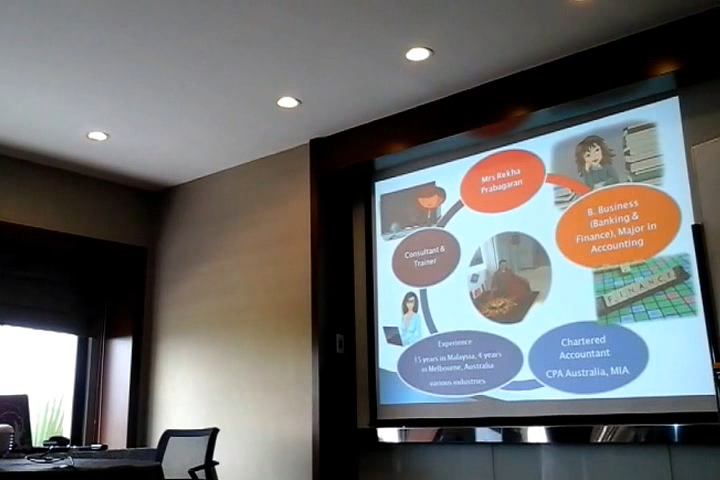 Mrs Rekha
Prabagaran
B. Business
(Banking &
Finance), Major in
Accounting
Consultant &
Trainer
FINANCE
Experience
15 years in Malaysia, 4 years
in Melbourne, Australia
various industries
Chartered
Accountant
CPA Australia, MIA